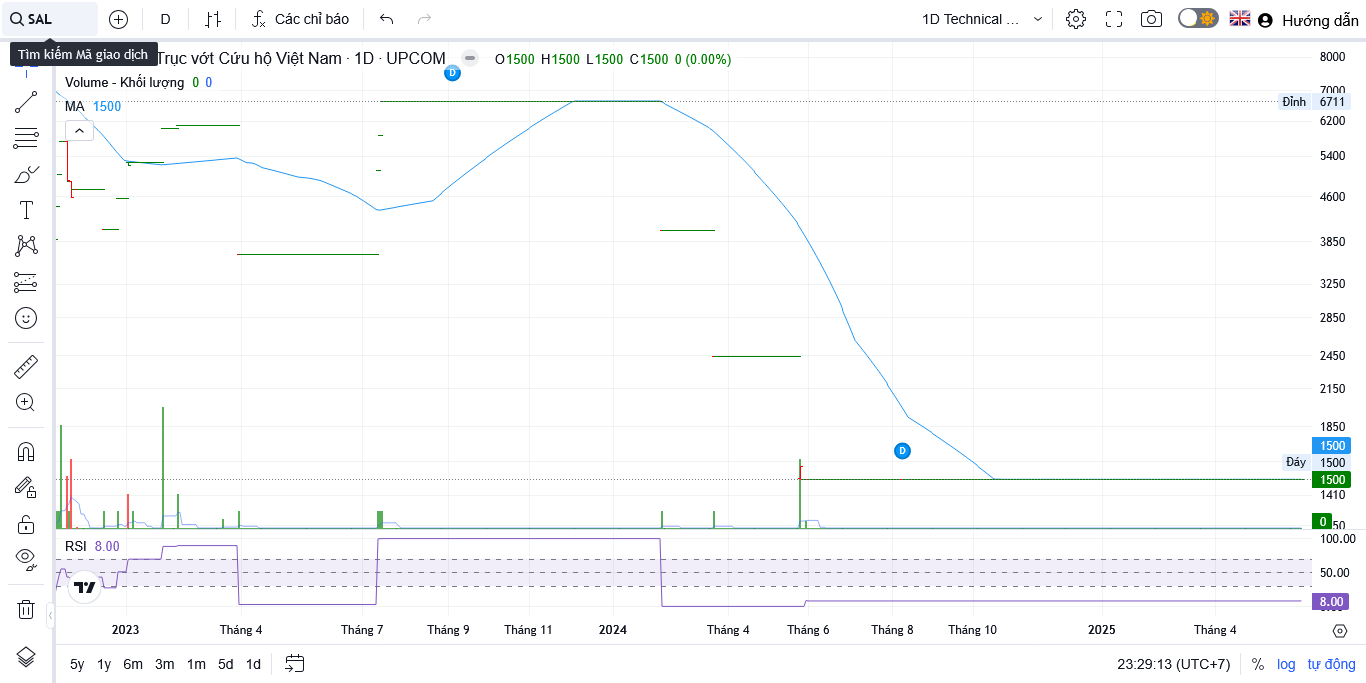 SAL
D
Các chỉ báo
1D Technical ...
Hướng dẫn
Tìm kiếm Mã giao dịch
Trục vớt Cứu hộ Việt Nam · 1D · UPCOM
O1500 H1500 L1500 C1500 0 (0.00%)
D
Volume - Khối lượng 0 0
MA 1500
8000
7000
Đỉnh 6711
6200
5400
4600
3850
3250
2850
2450
2150
1850
D
1500
Đáy 1500
1500
1410
0
50
RSI 8.00
100.00
50.00
8.00
2023
Tháng 4
Tháng 7
Tháng 9
Tháng 11
2024
Tháng 4
Tháng 6
Tháng 8
Tháng 10
2025
Tháng 4
5y 1y 6m 3m 1m 5d 1d
23:29:13 (UTC+7)
% log tự động